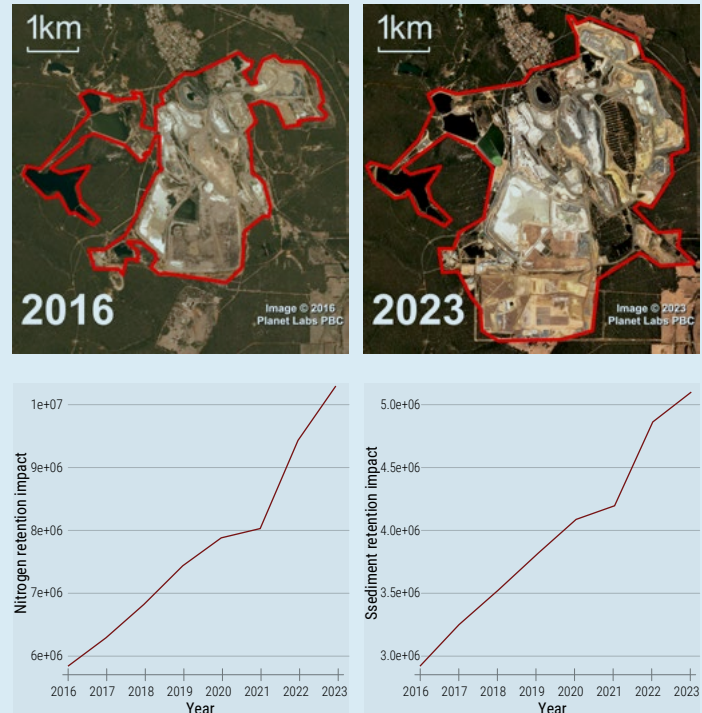 1km
2016
Image © 2016
Planet Labs PBC
1km
2023
Image © 2023
Planet Labs PBC
Nitrogen retention impact
1e+07
9e+06
8e+06
7e+06
6e+06
2016 2017 2018 2019 2020 2021 2022 2023
Year
Ssediment retention impact
5.0e+06
4.5e+06
4.0e+06
3.5e+06
3.0e+06
2016 2017 2018 2019 2020 2021 2022 2023
Year